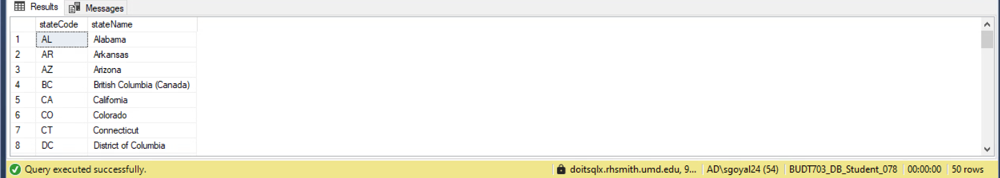 Results Messages
stateCode stateName
1 AL Alabama
2 AR Arkansas
3 AZ Arizona
4 BC British Columbia (Canada)
5 CA California
6 CO Colorado
7 CT Connecticut
8 DC District of Columbia
Query executed successfully. doitsqlx.rhsmith.umd.edu, 9... AD\sgoyal24 (54) BUDT703_DB_Student_078 00:00:00 50 rows